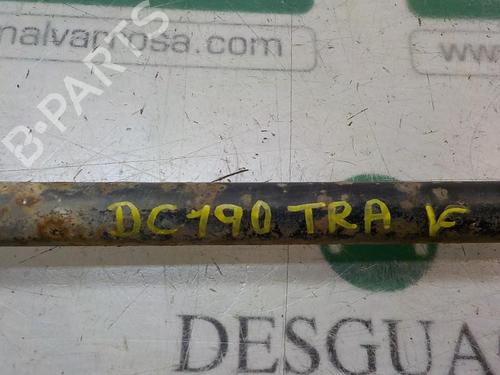 nalvarrosa.com
www.
B-PARTS
DC190 TRA K
DESGUA